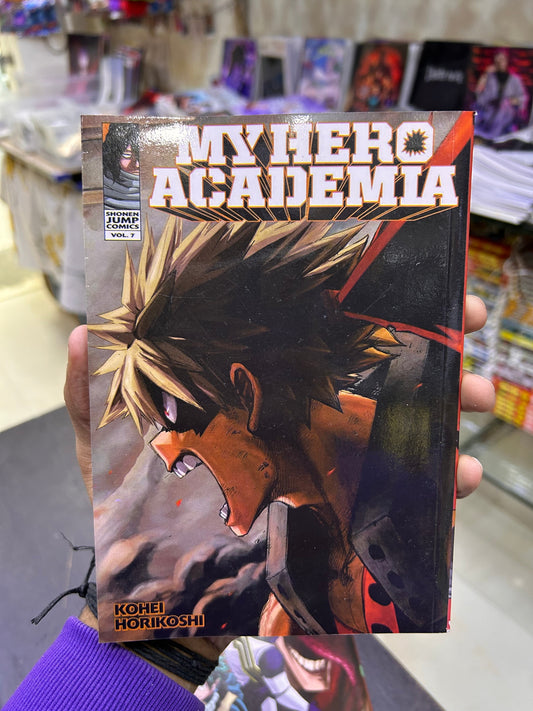 MY HERO
ACADEMIA
SHONEN
JUMP
COMICS
VOL. 7
KOHEI
HORIKOSHI